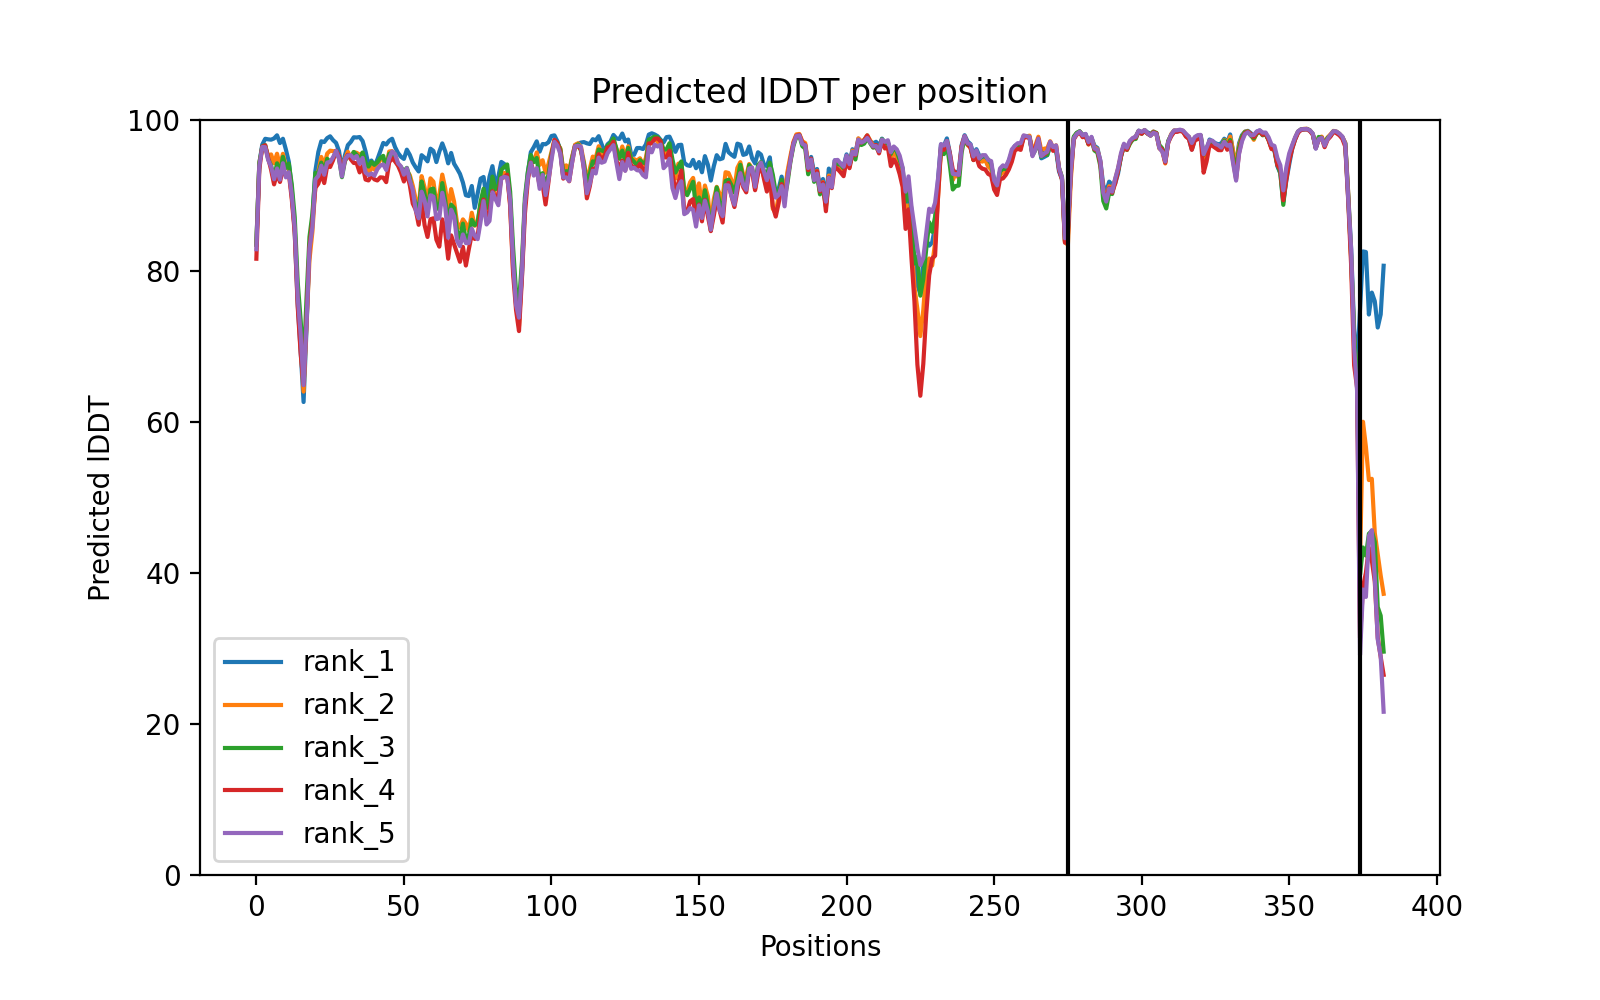 Predicted lDDT per position
Predicted lDDT
100
80
60
40
20
0
rank_1
rank_2
rank_3
rank_4
rank_5
0 50 100 150 200 250 300 350 400
Positions